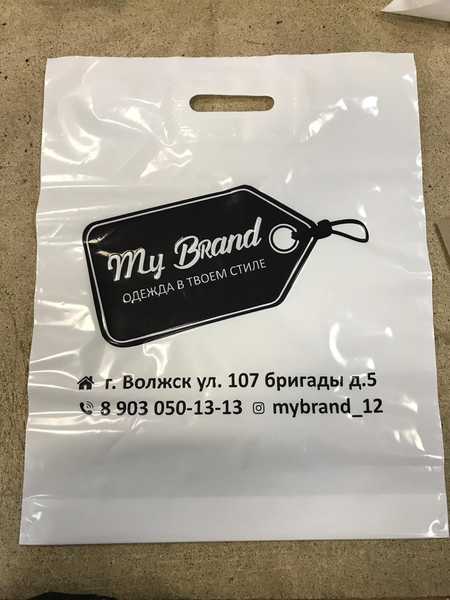 My Brand
ОДЕЖДА В ТВОЕМ СТИЛЕ
г. Волжск ул. 107 бригады д.5
8 903 050-13-13 mybrand_12